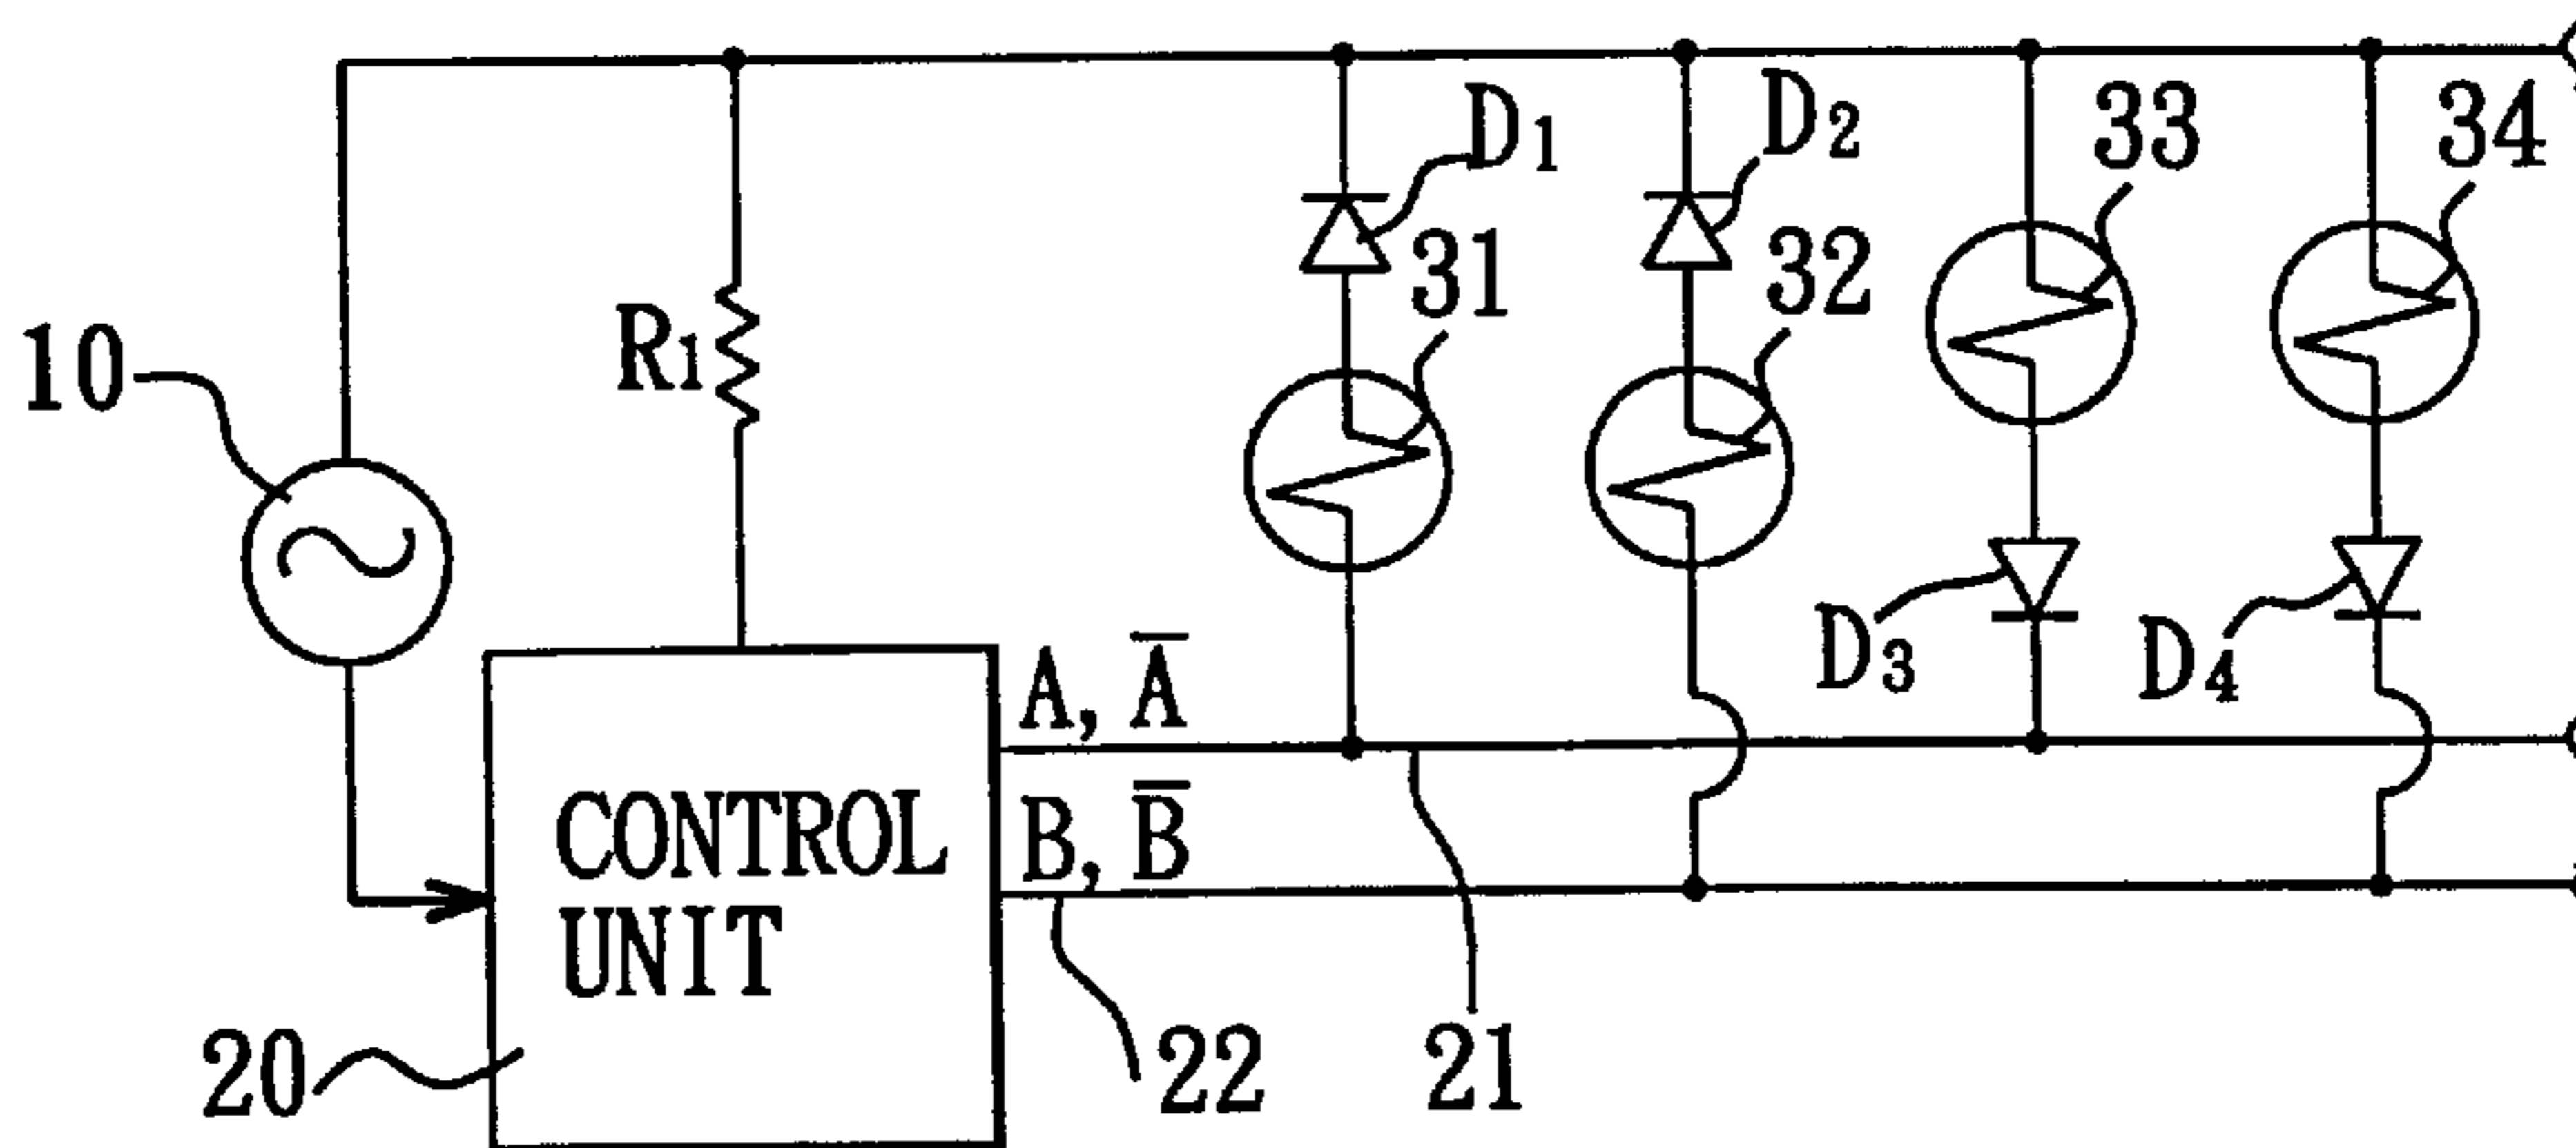 D₁
D₂
33
34
31
32
10
R₁
D₃
D₄
A, A̅
B, B̅
CONTROL
UNIT
20
22
21